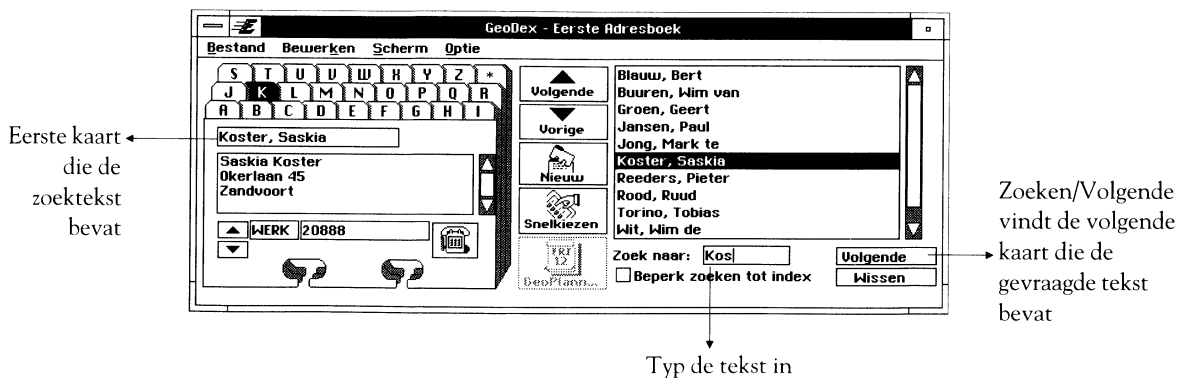 GeoDex - Eerste Adresboek
Bestand Bewerken Scherm Optie
S T U V W X Y Z *
J K L M N O P Q R
A B C D E F G H I
Koster, Saskia
Saskia Koster
Okerlaan 45
Zandvoort
WERK 20888
Volgende
Vorige
Nieuw
Snelkiezen
FRI
12
GeoPlann...
Blauw, Bert
Buuren, Wim van
Groen, Geert
Jansen, Paul
Jong, Mark te
Koster, Saskia
Reeders, Pieter
Rood, Ruud
Torino, Tobias
Wit, Wim de
Zoek naar: Kos Volgende
Beperk zoeken tot index Wissen
Eerste kaart
die de
zoektekst
bevat
Zoeken/Volgende
vindt de volgende
kaart die de
gevraagde tekst
bevat
Typ de tekst in